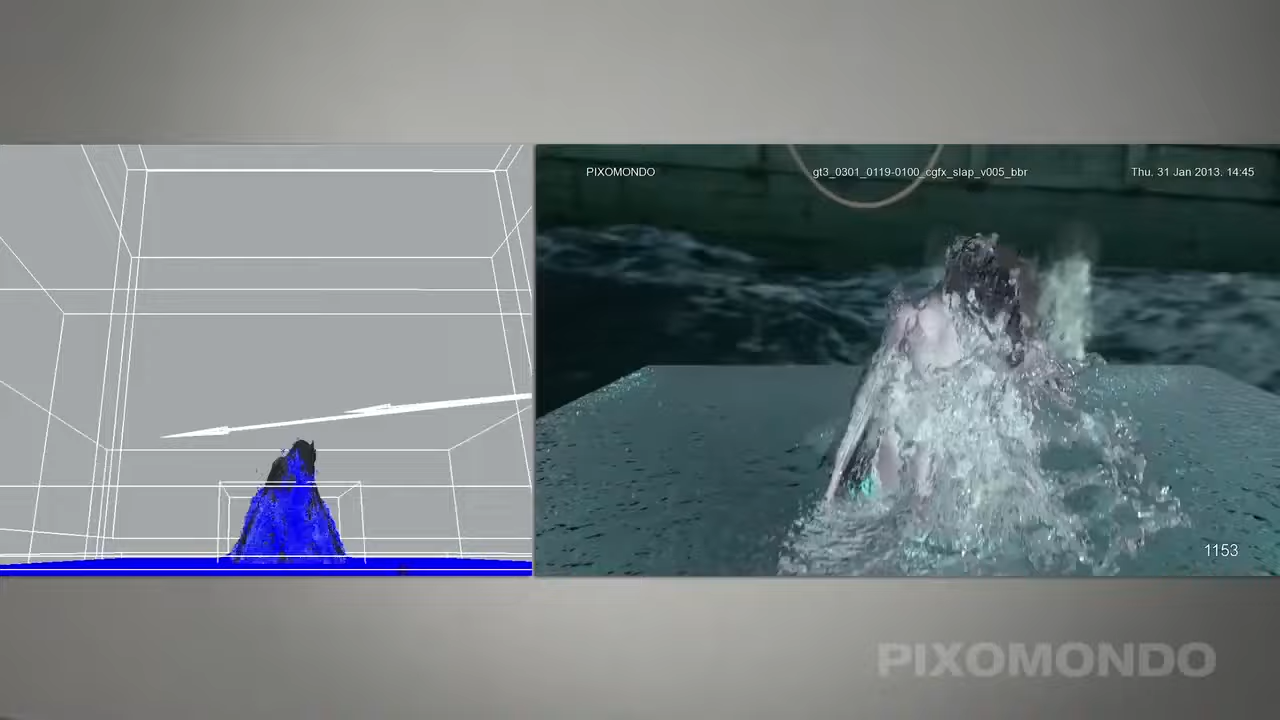 PIXOMONDO
gt3_0301_0119-0100_cgfx_slap_v005_bbr
Thu. 31 Jan 2013. 14:45
1153
PIXOMONDO